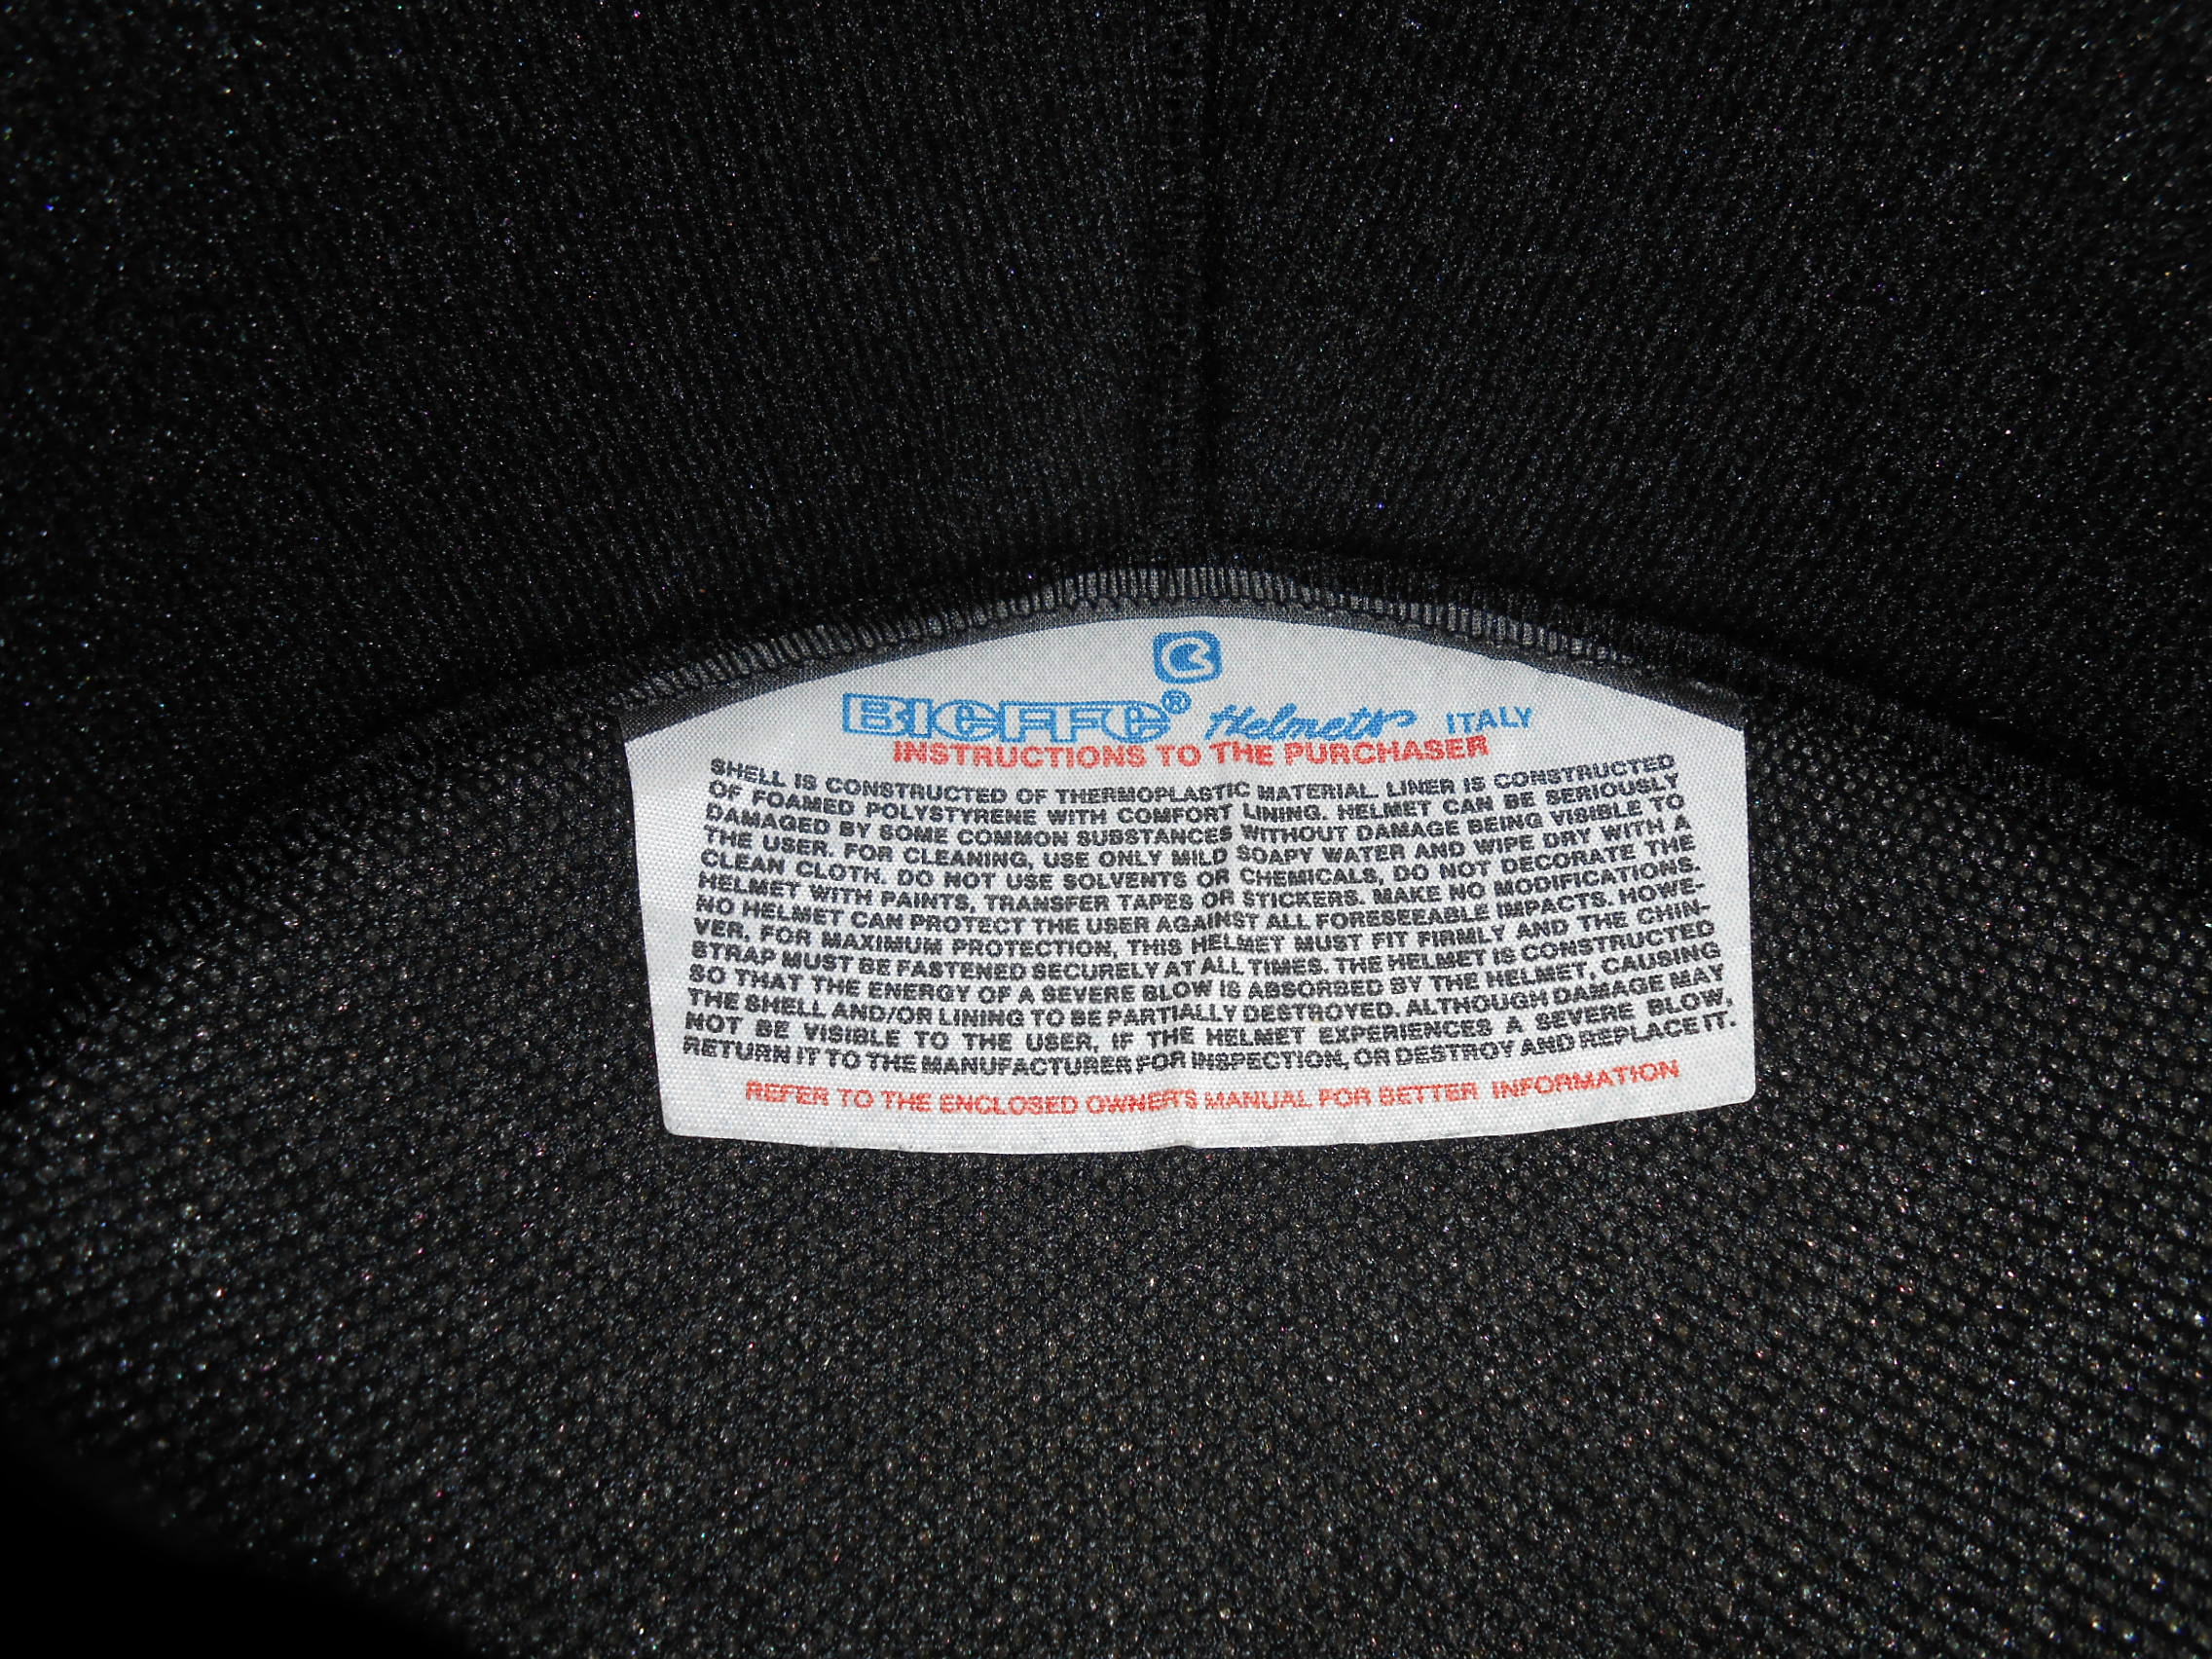 BIEFFE® Helmets ITALY
INSTRUCTIONS TO THE PURCHASER
SHELL IS CONSTRUCTED OF THERMOPLASTIC MATERIAL. LINER IS CONSTRUCTED
OF FOAMED POLYSTYRENE WITH COMFORT LINING. HELMET CAN BE SERIOUSLY
DAMAGED BY SOME COMMON SUBSTANCES WITHOUT DAMAGE BEING VISIBLE TO
THE USER. FOR CLEANING, USE ONLY MILD SOAPY WATER AND WIPE DRY WITH A
CLEAN CLOTH. DO NOT USE SOLVENTS OR CHEMICALS, DO NOT DECORATE THE
HELMET WITH PAINTS, TRANSFER TAPES OR STICKERS. MAKE NO MODIFICATIONS.
NO HELMET CAN PROTECT THE USER AGAINST ALL FORESEEABLE IMPACTS. HOWE-
VER, FOR MAXIMUM PROTECTION, THIS HELMET MUST FIT FIRMLY AND THE CHIN-
STRAP MUST BE FASTENED SECURELY AT ALL TIMES. THE HELMET IS CONSTRUCTED
SO THAT THE ENERGY OF A SEVERE BLOW IS ABSORBED BY THE HELMET, CAUSING
THE SHELL AND/OR LINING TO BE PARTIALLY DESTROYED. ALTHOUGH DAMAGE MAY
NOT BE VISIBLE TO THE USER, IF THE HELMET EXPERIENCES A SEVERE BLOW,
RETURN IT TO THE MANUFACTURER FOR INSPECTION, OR DESTROY AND REPLACE IT.
REFER TO THE ENCLOSED OWNER'S MANUAL FOR BETTER INFORMATION